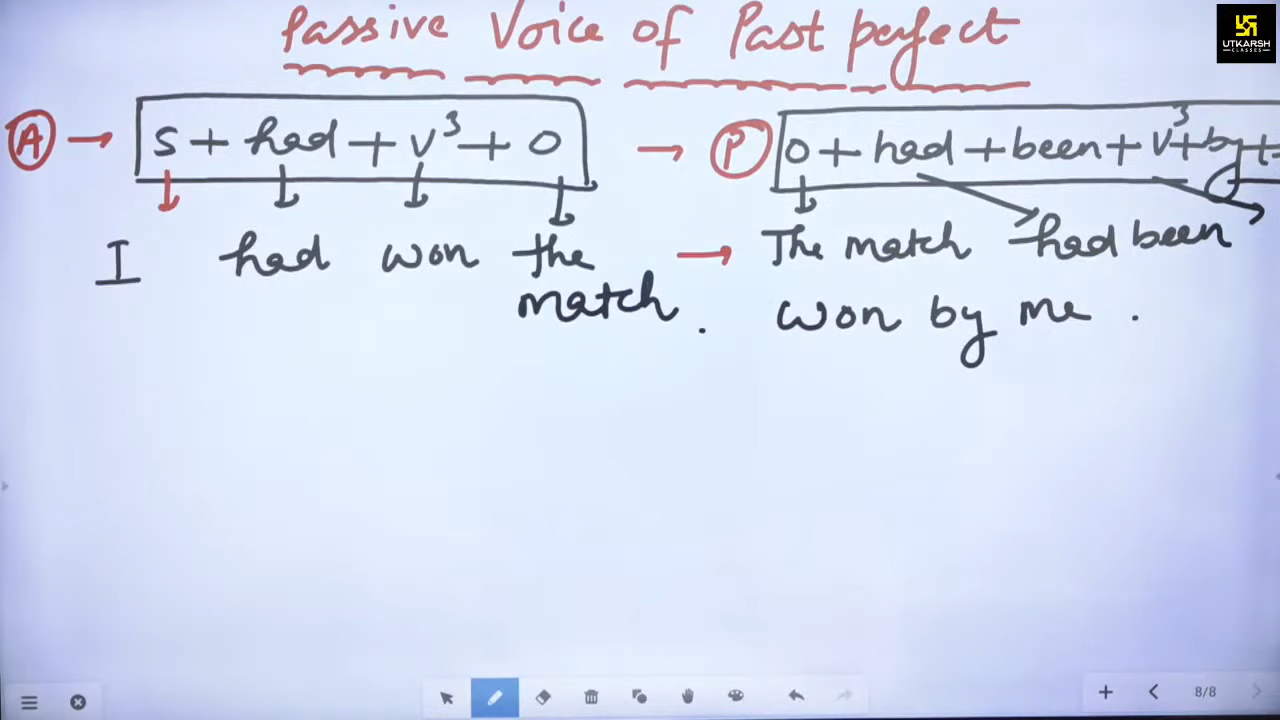 Passive Voice of Past perfect
UTKARSH
CLASSES
A → S + had + V³ + O → P O + had + been + V³ + by +
I had won the match. → The match had been won by me.
8/8